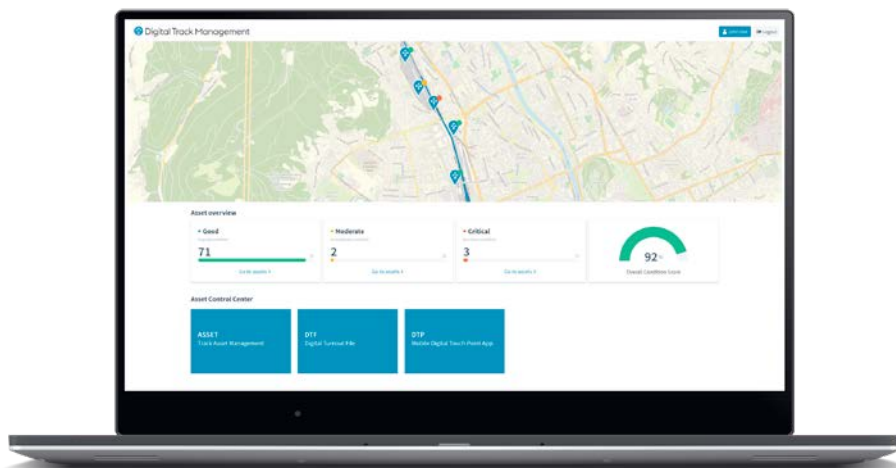 Digital Track Management
Logout
Asset overview
Good
71
Go to assets >
Moderate
2
Go to assets >
Critical
3
Go to assets >
92
Overall Condition Score
Asset Control Center
ASSET
Track Asset Management
DTF
Digital Turnout File
DTP
Mobile Digital Touch Point App